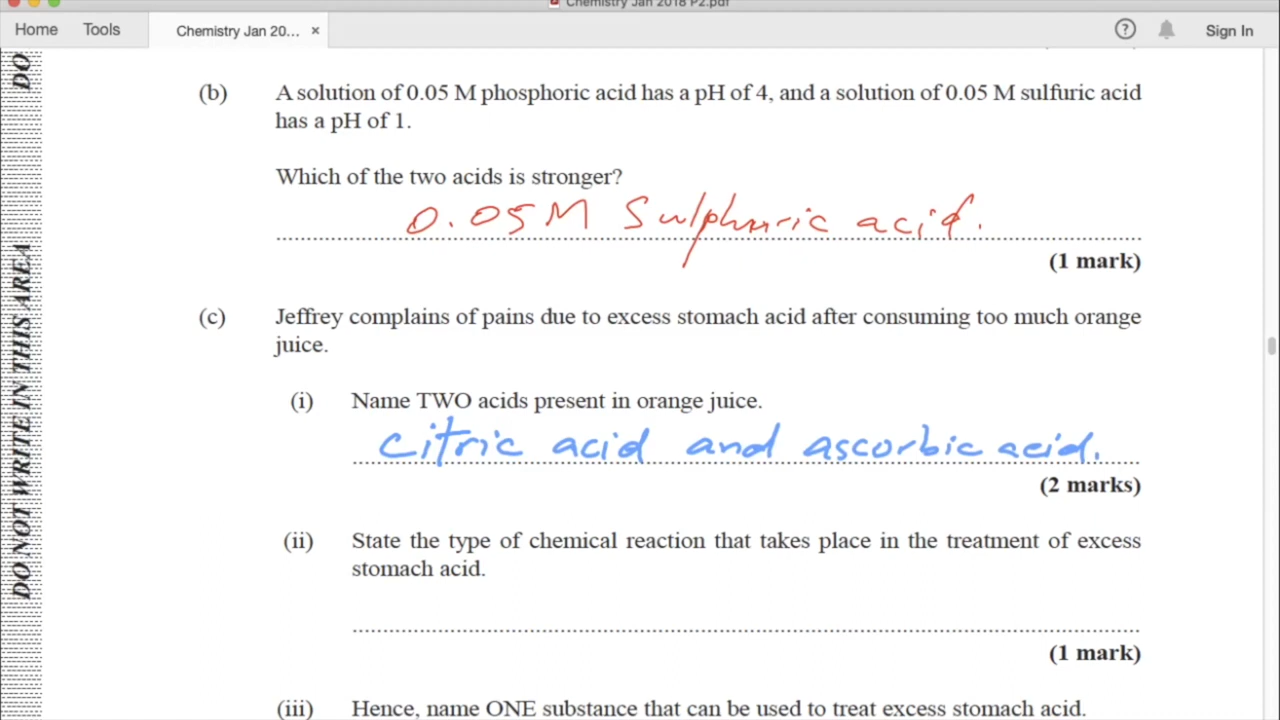 Chemistry Jan 2018 P2.pdf
Home Tools Chemistry Jan 20... × ? Sign In
DO
DO NOT WRITE IN THIS AREA
(b) A solution of 0.05 M phosphoric acid has a pH of 4, and a solution of 0.05 M sulfuric acid
has a pH of 1.
Which of the two acids is stronger?
0.05M Sulphuric acid.
(1 mark)
(c) Jeffrey complains of pains due to excess stomach acid after consuming too much orange
juice.
(i) Name TWO acids present in orange juice.
citric acid and ascorbic acid.
(2 marks)
(ii) State the type of chemical reaction that takes place in the treatment of excess
stomach acid.
(1 mark)
(iii) Hence, name ONE substance that can be used to treat excess stomach acid.